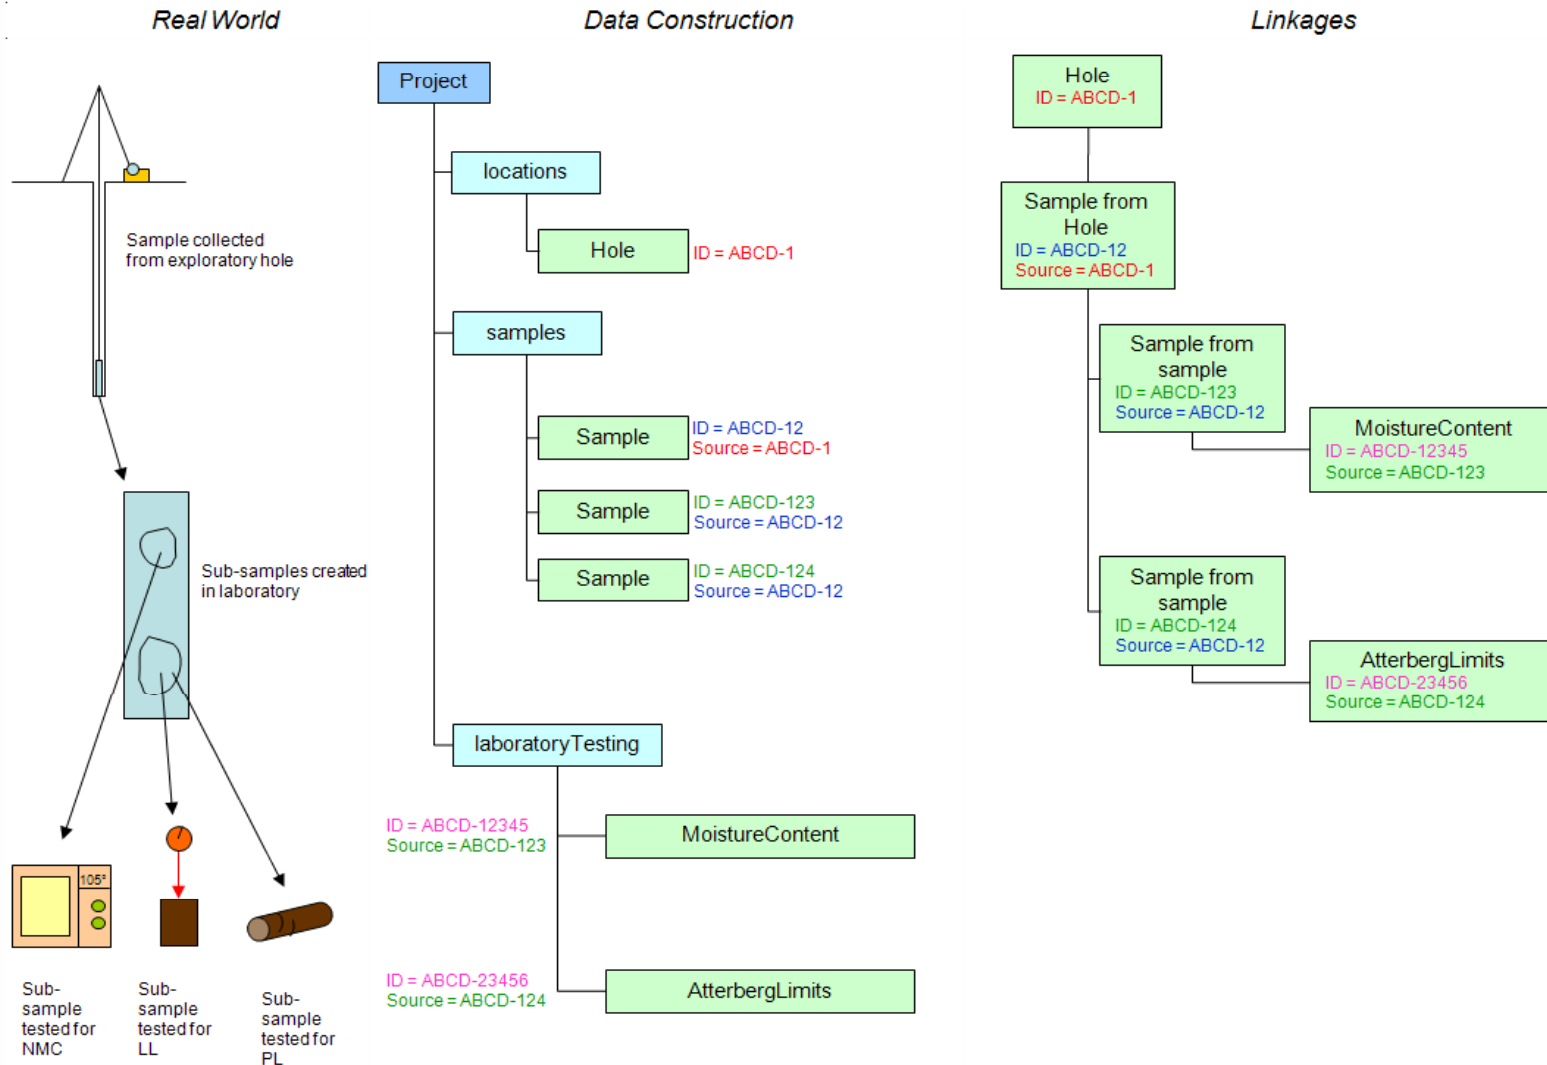 Real World
Data Construction
Linkages
Project
locations
Hole
ID = ABCD-1
samples
Sample
ID = ABCD-12
Source = ABCD-1
Sample
ID = ABCD-123
Source = ABCD-12
Sample
ID = ABCD-124
Source = ABCD-12
laboratoryTesting
ID = ABCD-12345
Source = ABCD-123
MoistureContent
ID = ABCD-23456
Source = ABCD-124
AtterbergLimits
Sample collected
from exploratory hole
Sub-samples created
in laboratory
105°
Sub-
sample
tested for
NMC
Sub-
sample
tested for
LL
Sub-
sample
tested for
PL
Hole
ID = ABCD-1
Sample from
Hole
ID = ABCD-12
Source = ABCD-1
Sample from
sample
ID = ABCD-123
Source = ABCD-12
MoistureContent
ID = ABCD-12345
Source = ABCD-123
Sample from
sample
ID = ABCD-124
Source = ABCD-12
AtterbergLimits
ID = ABCD-23456
Source = ABCD-124